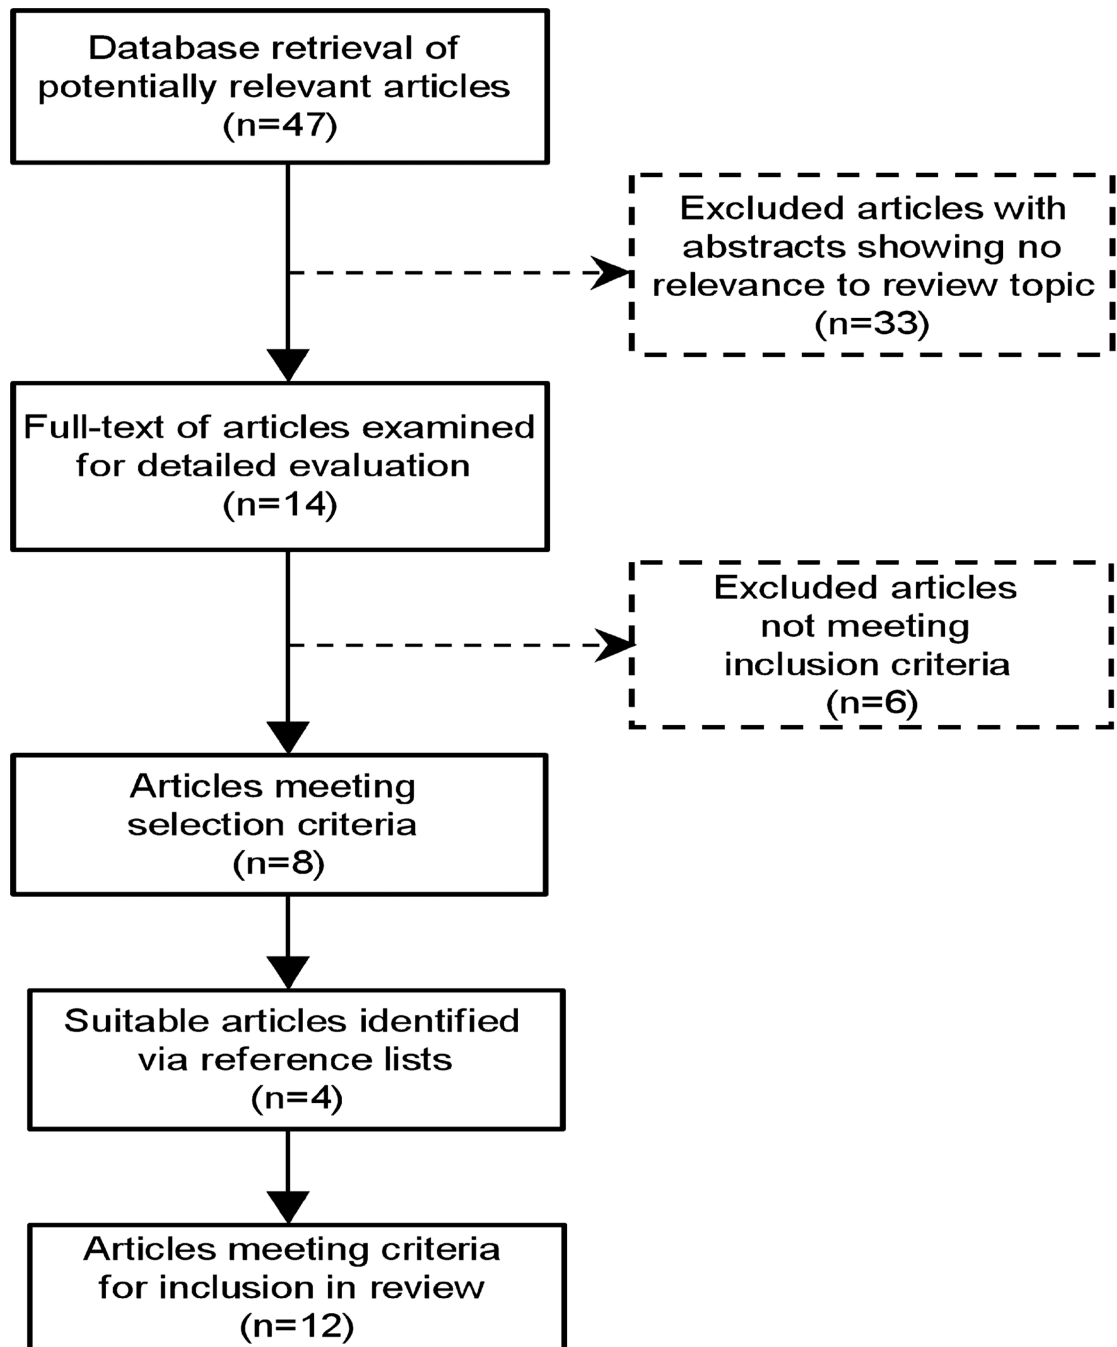 Database retrieval of
potentially relevant articles
(n=47)
Excluded articles with
abstracts showing no
relevance to review topic
(n=33)
Full-text of articles examined
for detailed evaluation
(n=14)
Excluded articles
not meeting
inclusion criteria
(n=6)
Articles meeting
selection criteria
(n=8)
Suitable articles identified
via reference lists
(n=4)
Articles meeting criteria
for inclusion in review
(n=12)